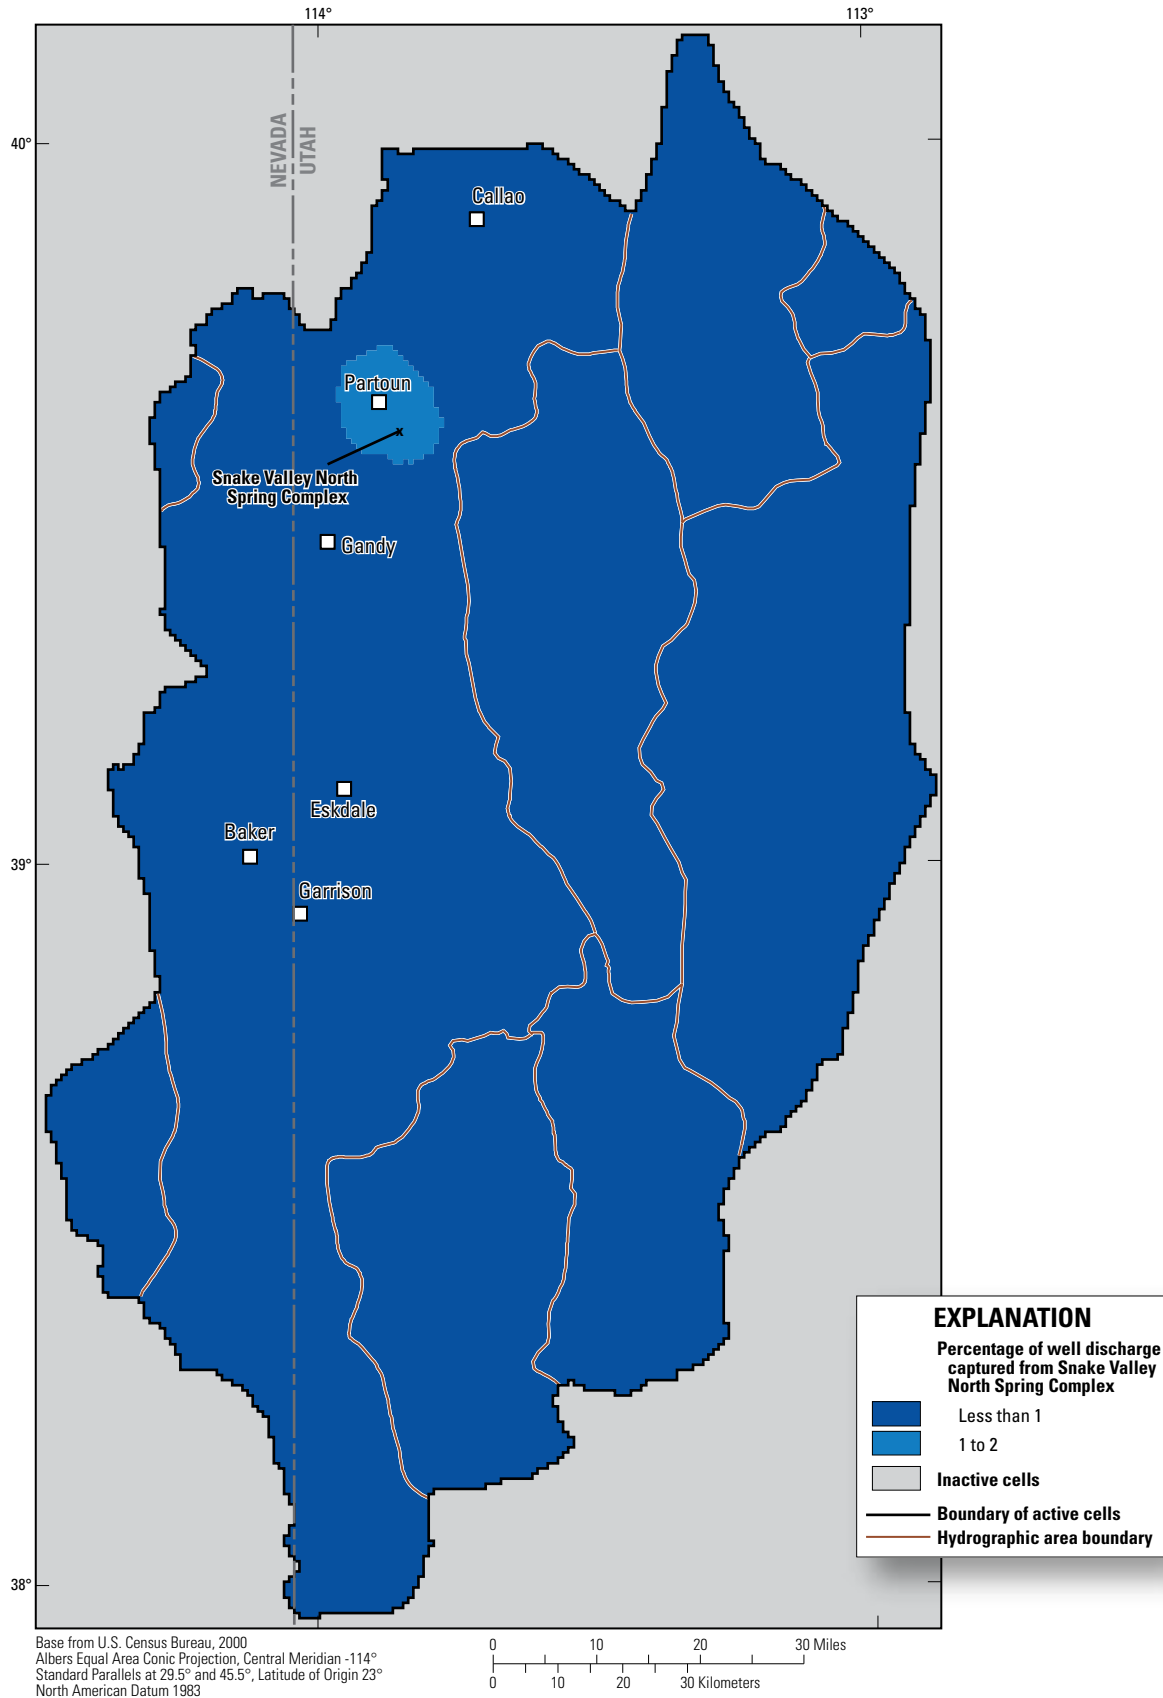 114°
113°
40°
NEVADA
UTAH
Callao
Partoun
Snake Valley North
Spring Complex
Gandy
Eskdale
Baker
39°
Garrison
EXPLANATION
Percentage of well discharge
captured from Snake Valley
North Spring Complex
Less than 1
1 to 2
Inactive cells
Boundary of active cells
Hydrographic area boundary
38°
Base from U.S. Census Bureau, 2000
Albers Equal Area Conic Projection, Central Meridian -114°
Standard Parallels at 29.5° and 45.5°, Latitude of Origin 23°
North American Datum 1983
0 10 20 30 Miles
0 10 20 30 Kilometers